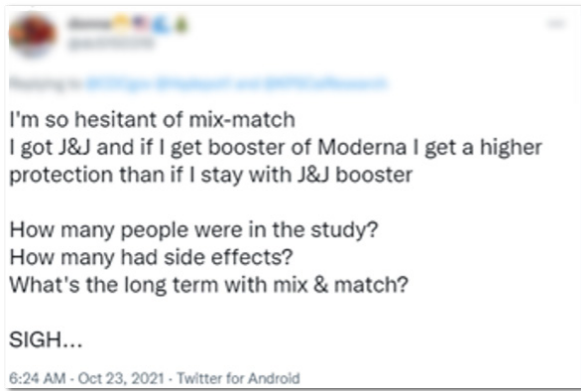 I'm so hesitant of mix-match
I got J&J and if I get booster of Moderna I get a higher
protection than if I stay with J&J booster
How many people were in the study?
How many had side effects?
What's the long term with mix & match?
SIGH...
6:24 AM · Oct 23, 2021 · Twitter for Android